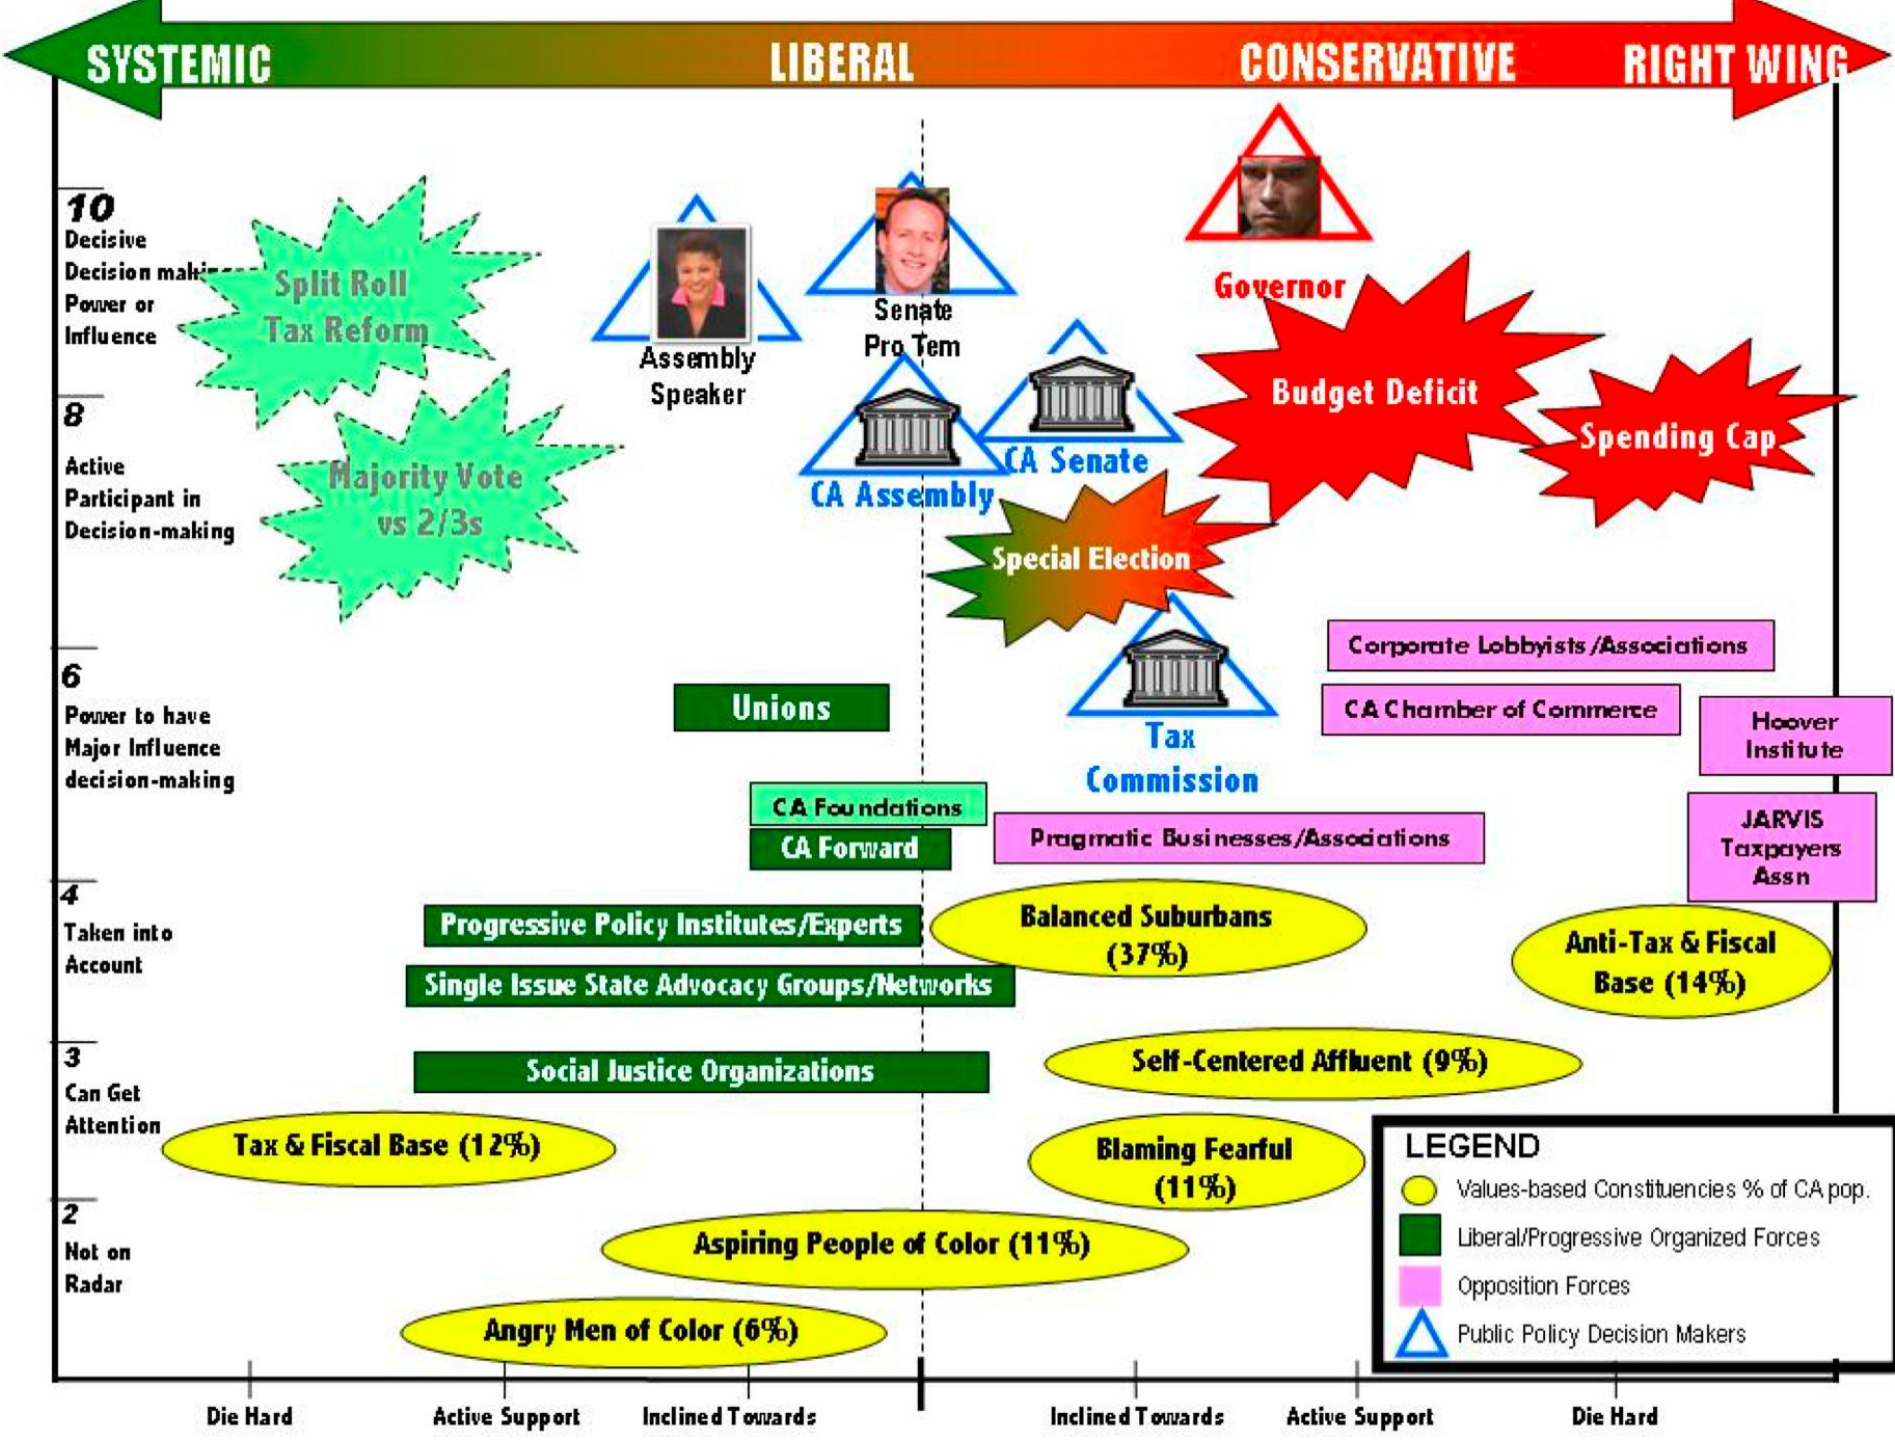 SYSTEMIC LIBERAL CONSERVATIVE RIGHT WING
10
Decisive
Decision making
Power or
Influence
8
Active
Participant in
Decision-making
6
Power to have
Major Influence
decision-making
4
Taken into
Account
3
Can Get
Attention
2
Not on
Radar
Split Roll
Tax Reform
Majority Vote
vs 2/3s
Assembly
Speaker
Senate
Pro Tem
Governor
CA Assembly
CA Senate
Budget Deficit
Spending Cap
Special Election
Tax
Commission
Unions
CA Foundations
CA Forward
Progressive Policy Institutes/Experts
Single Issue State Advocacy Groups/Networks
Social Justice Organizations
Corporate Lobbyists/Associations
CA Chamber of Commerce
Hoover
Institute
Pragmatic Businesses/Associations
JARVIS
Taxpayers
Assn
Balanced Suburbans
(37%)
Anti-Tax & Fiscal
Base (14%)
Self-Centered Affluent (9%)
Tax & Fiscal Base (12%)
Blaming Fearful
(11%)
Aspiring People of Color (11%)
Angry Men of Color (6%)
LEGEND
Values-based Constituencies % of CA pop.
Liberal/Progressive Organized Forces
Opposition Forces
Public Policy Decision Makers
Die Hard Active Support Inclined Towards Inclined Towards Active Support Die Hard